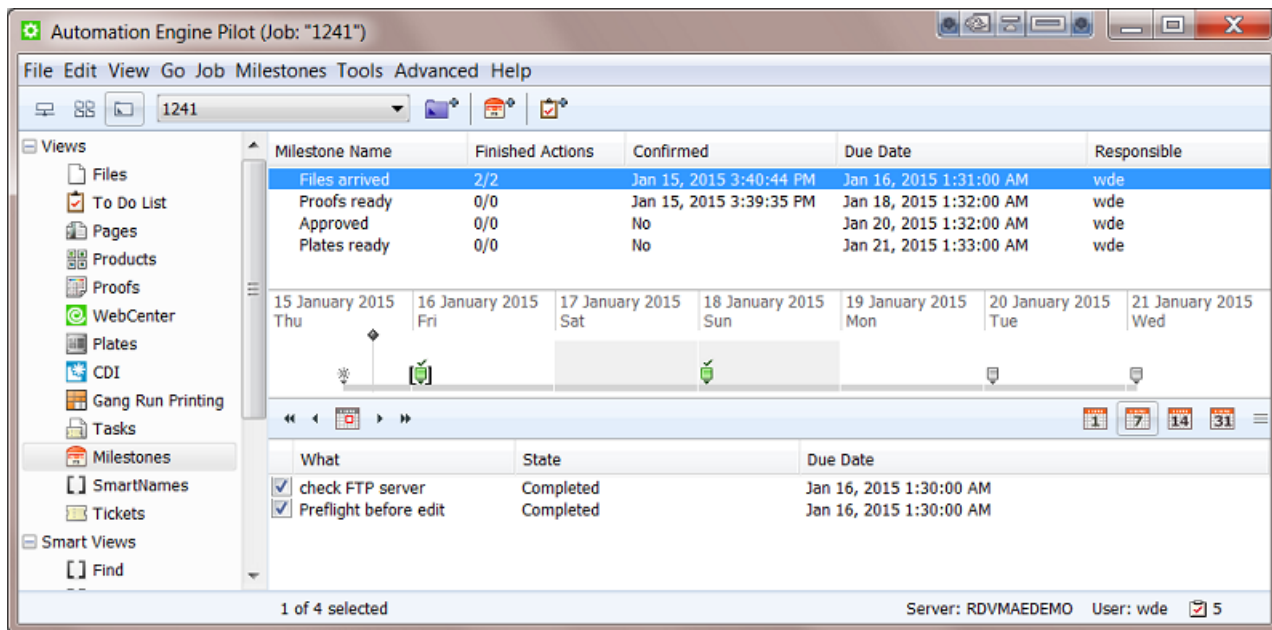 Automation Engine Pilot (Job: "1241")
File Edit View Go Job Milestones Tools Advanced Help
1241
Views
Files
To Do List
Pages
Products
Proofs
WebCenter
Plates
CDI
Gang Run Printing
Tasks
Milestones
SmartNames
Tickets
Smart Views
Find
Milestone Name Finished Actions Confirmed Due Date Responsible
Files arrived 2/2 Jan 15, 2015 3:40:44 PM Jan 16, 2015 1:31:00 AM wde
Proofs ready 0/0 Jan 15, 2015 3:39:35 PM Jan 18, 2015 1:32:00 AM wde
Approved 0/0 No Jan 20, 2015 1:32:00 AM wde
Plates ready 0/0 No Jan 21, 2015 1:33:00 AM wde
15 January 2015 16 January 2015 17 January 2015 18 January 2015 19 January 2015 20 January 2015 21 January 2015
Thu Fri Sat Sun Mon Tue Wed
1 7 14 31
What State Due Date
check FTP server Completed Jan 16, 2015 1:30:00 AM
Preflight before edit Completed Jan 16, 2015 1:30:00 AM
1 of 4 selected Server: RDVMAEDEMO User: wde 5